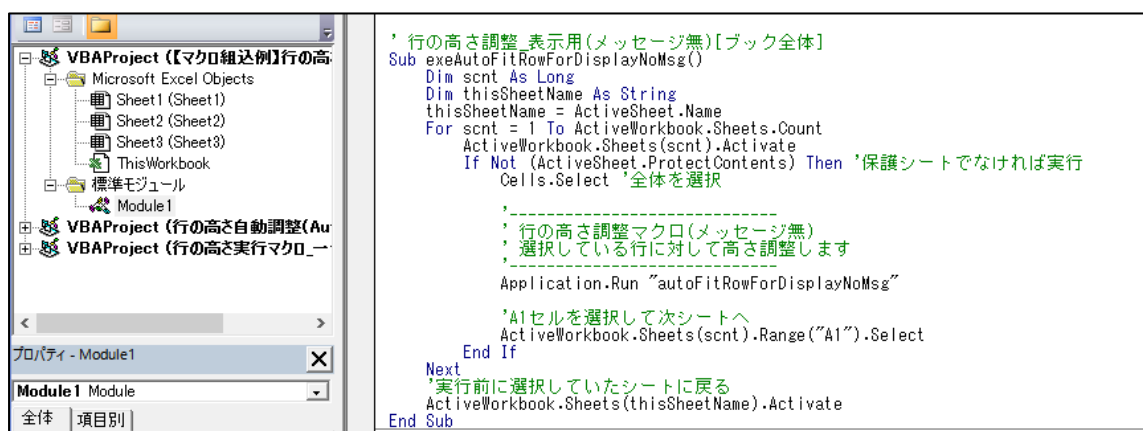 VBAProject (【マクロ組込例】行の高
Microsoft Excel Objects
Sheet1 (Sheet1)
Sheet2 (Sheet2)
Sheet3 (Sheet3)
ThisWorkbook
標準モジュール
Module1
VBAProject (行の高さ自動調整(Au
VBAProject (行の高さ実行マクロ_一
プロパティ - Module1
Module1 Module
全体 項目別
' 行の高さ調整_表示用(メッセージ無)[ブック全体]
Sub exeAutoFitRowForDisplayNoMsg()
Dim scnt As Long
Dim thisSheetName As String
thisSheetName = ActiveSheet.Name
For scnt = 1 To ActiveWorkbook.Sheets.Count
ActiveWorkbook.Sheets(scnt).Activate
If Not (ActiveSheet.ProtectContents) Then '保護シートでなければ実行
Cells.Select '全体を選択
'-----------------------------
' 行の高さ調整マクロ(メッセージ無)
' 選択している行に対して高さ調整します
'-----------------------------
Application.Run "autoFitRowForDisplayNoMsg"
'A1セルを選択して次シートへ
ActiveWorkbook.Sheets(scnt).Range("A1").Select
End If
Next
'実行前に選択していたシートに戻る
ActiveWorkbook.Sheets(thisSheetName).Activate
End Sub